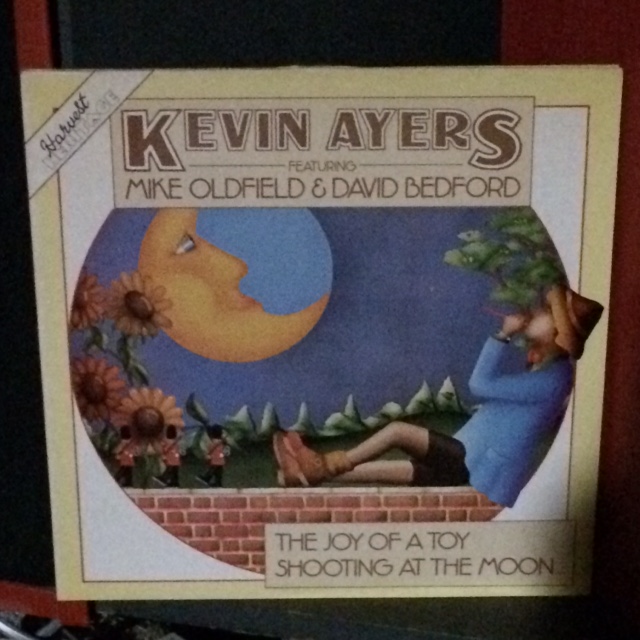 Harvest
KEVIN AYERS
FEATURING
MIKE OLDFIELD & DAVID BEDFORD
THE JOY OF A TOY
SHOOTING AT THE MOON